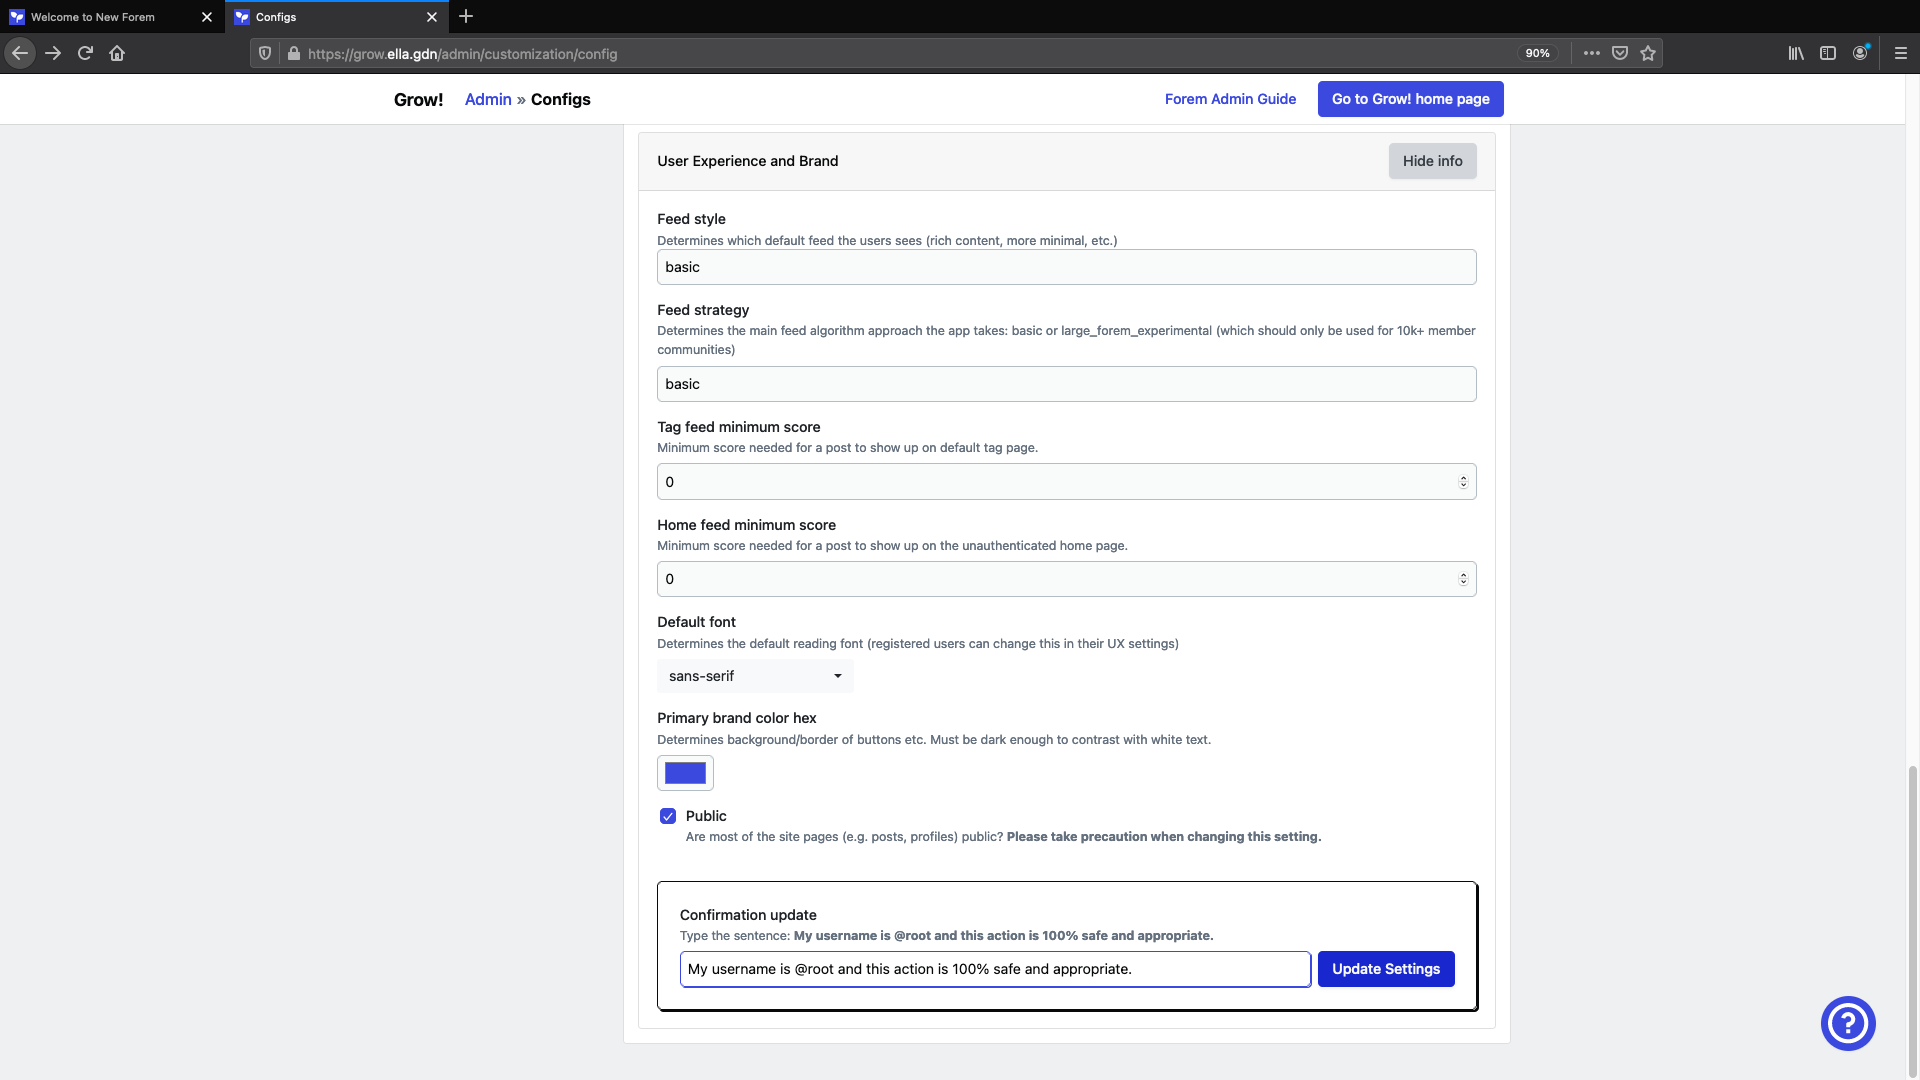 Welcome to New Forem
Configs
https://grow.ella.gdn/admin/customization/config
90%
Grow!
Admin » Configs
Forem Admin Guide
Go to Grow! home page
User Experience and Brand
Hide info
Feed style
Determines which default feed the users sees (rich content, more minimal, etc.)
basic
Feed strategy
Determines the main feed algorithm approach the app takes: basic or large_forem_experimental (which should only be used for 10k+ member
communities)
basic
Tag feed minimum score
Minimum score needed for a post to show up on default tag page.
0
Home feed minimum score
Minimum score needed for a post to show up on the unauthenticated home page.
0
Default font
Determines the default reading font (registered users can change this in their UX settings)
sans-serif
Primary brand color hex
Determines background/border of buttons etc. Must be dark enough to contrast with white text.
Public
Are most of the site pages (e.g. posts, profiles) public? Please take precaution when changing this setting.
Confirmation update
Type the sentence: My username is @root and this action is 100% safe and appropriate.
My username is @root and this action is 100% safe and appropriate.
Update Settings
?